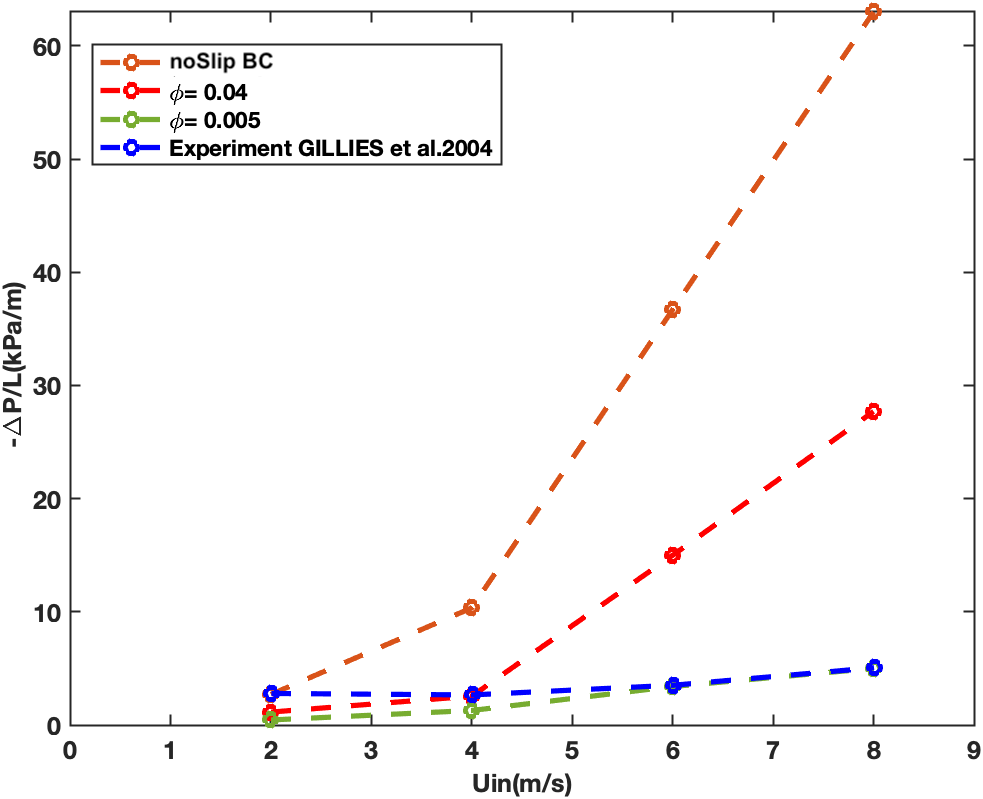 60
50
40
30
20
10
0
-△P/L(kPa/m)
noSlip BC
ϕ= 0.04
ϕ= 0.005
Experiment GILLIES et al.2004
0 1 2 3 4 5 6 7 8 9
Uin(m/s)